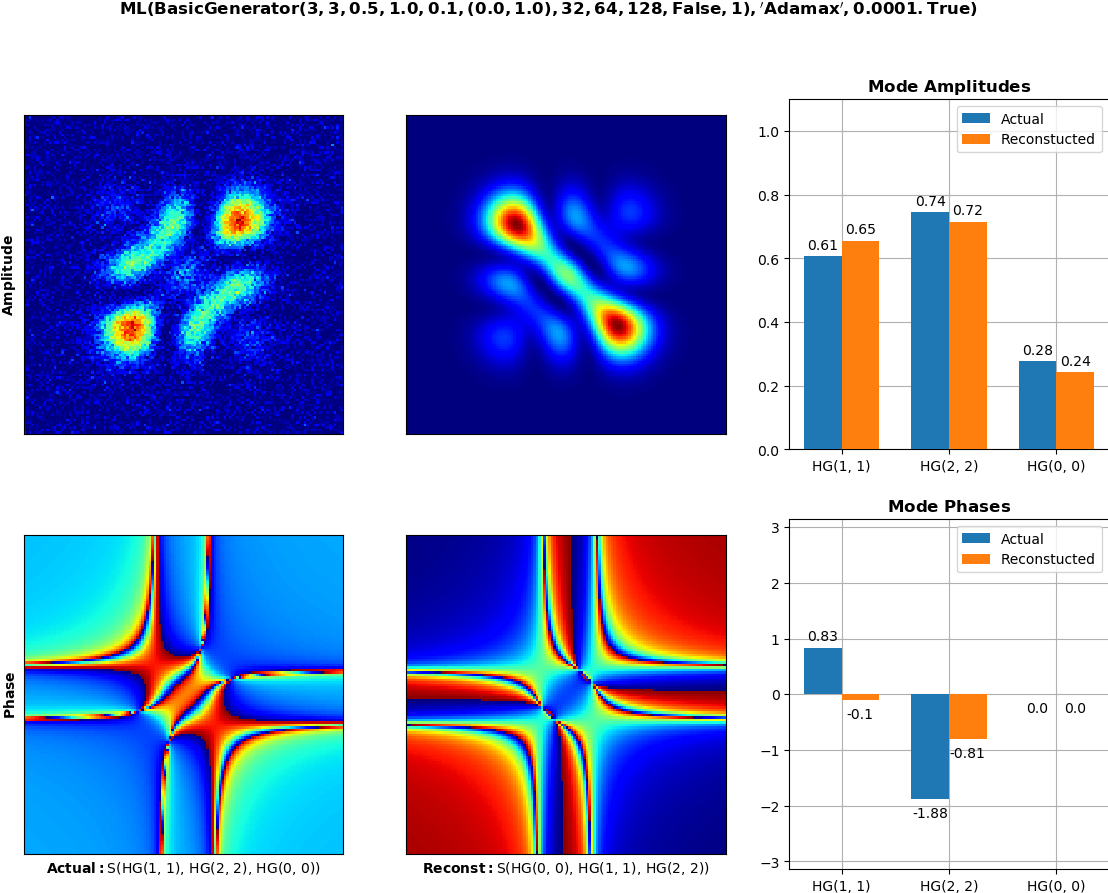 ML(BasicGenerator(3, 3, 0.5, 1.0, 0.1, (0.0, 1.0), 32, 64, 128, False, 1), 'Adamax', 0.0001. True)
Amplitude
Mode Amplitudes
Actual
Reconstucted
1.0
0.8
0.6
0.4
0.2
0.0
0.61
0.65
0.74
0.72
0.28
0.24
HG(1, 1)
HG(2, 2)
HG(0, 0)
Phase
Actual: S(HG(1, 1), HG(2, 2), HG(0, 0))
Reconst: S(HG(0, 0), HG(1, 1), HG(2, 2))
Mode Phases
Actual
Reconstucted
3
2
1
0
−1
−2
−3
0.83
-0.1
-1.88
-0.81
0.0
0.0
HG(1, 1)
HG(2, 2)
HG(0, 0)